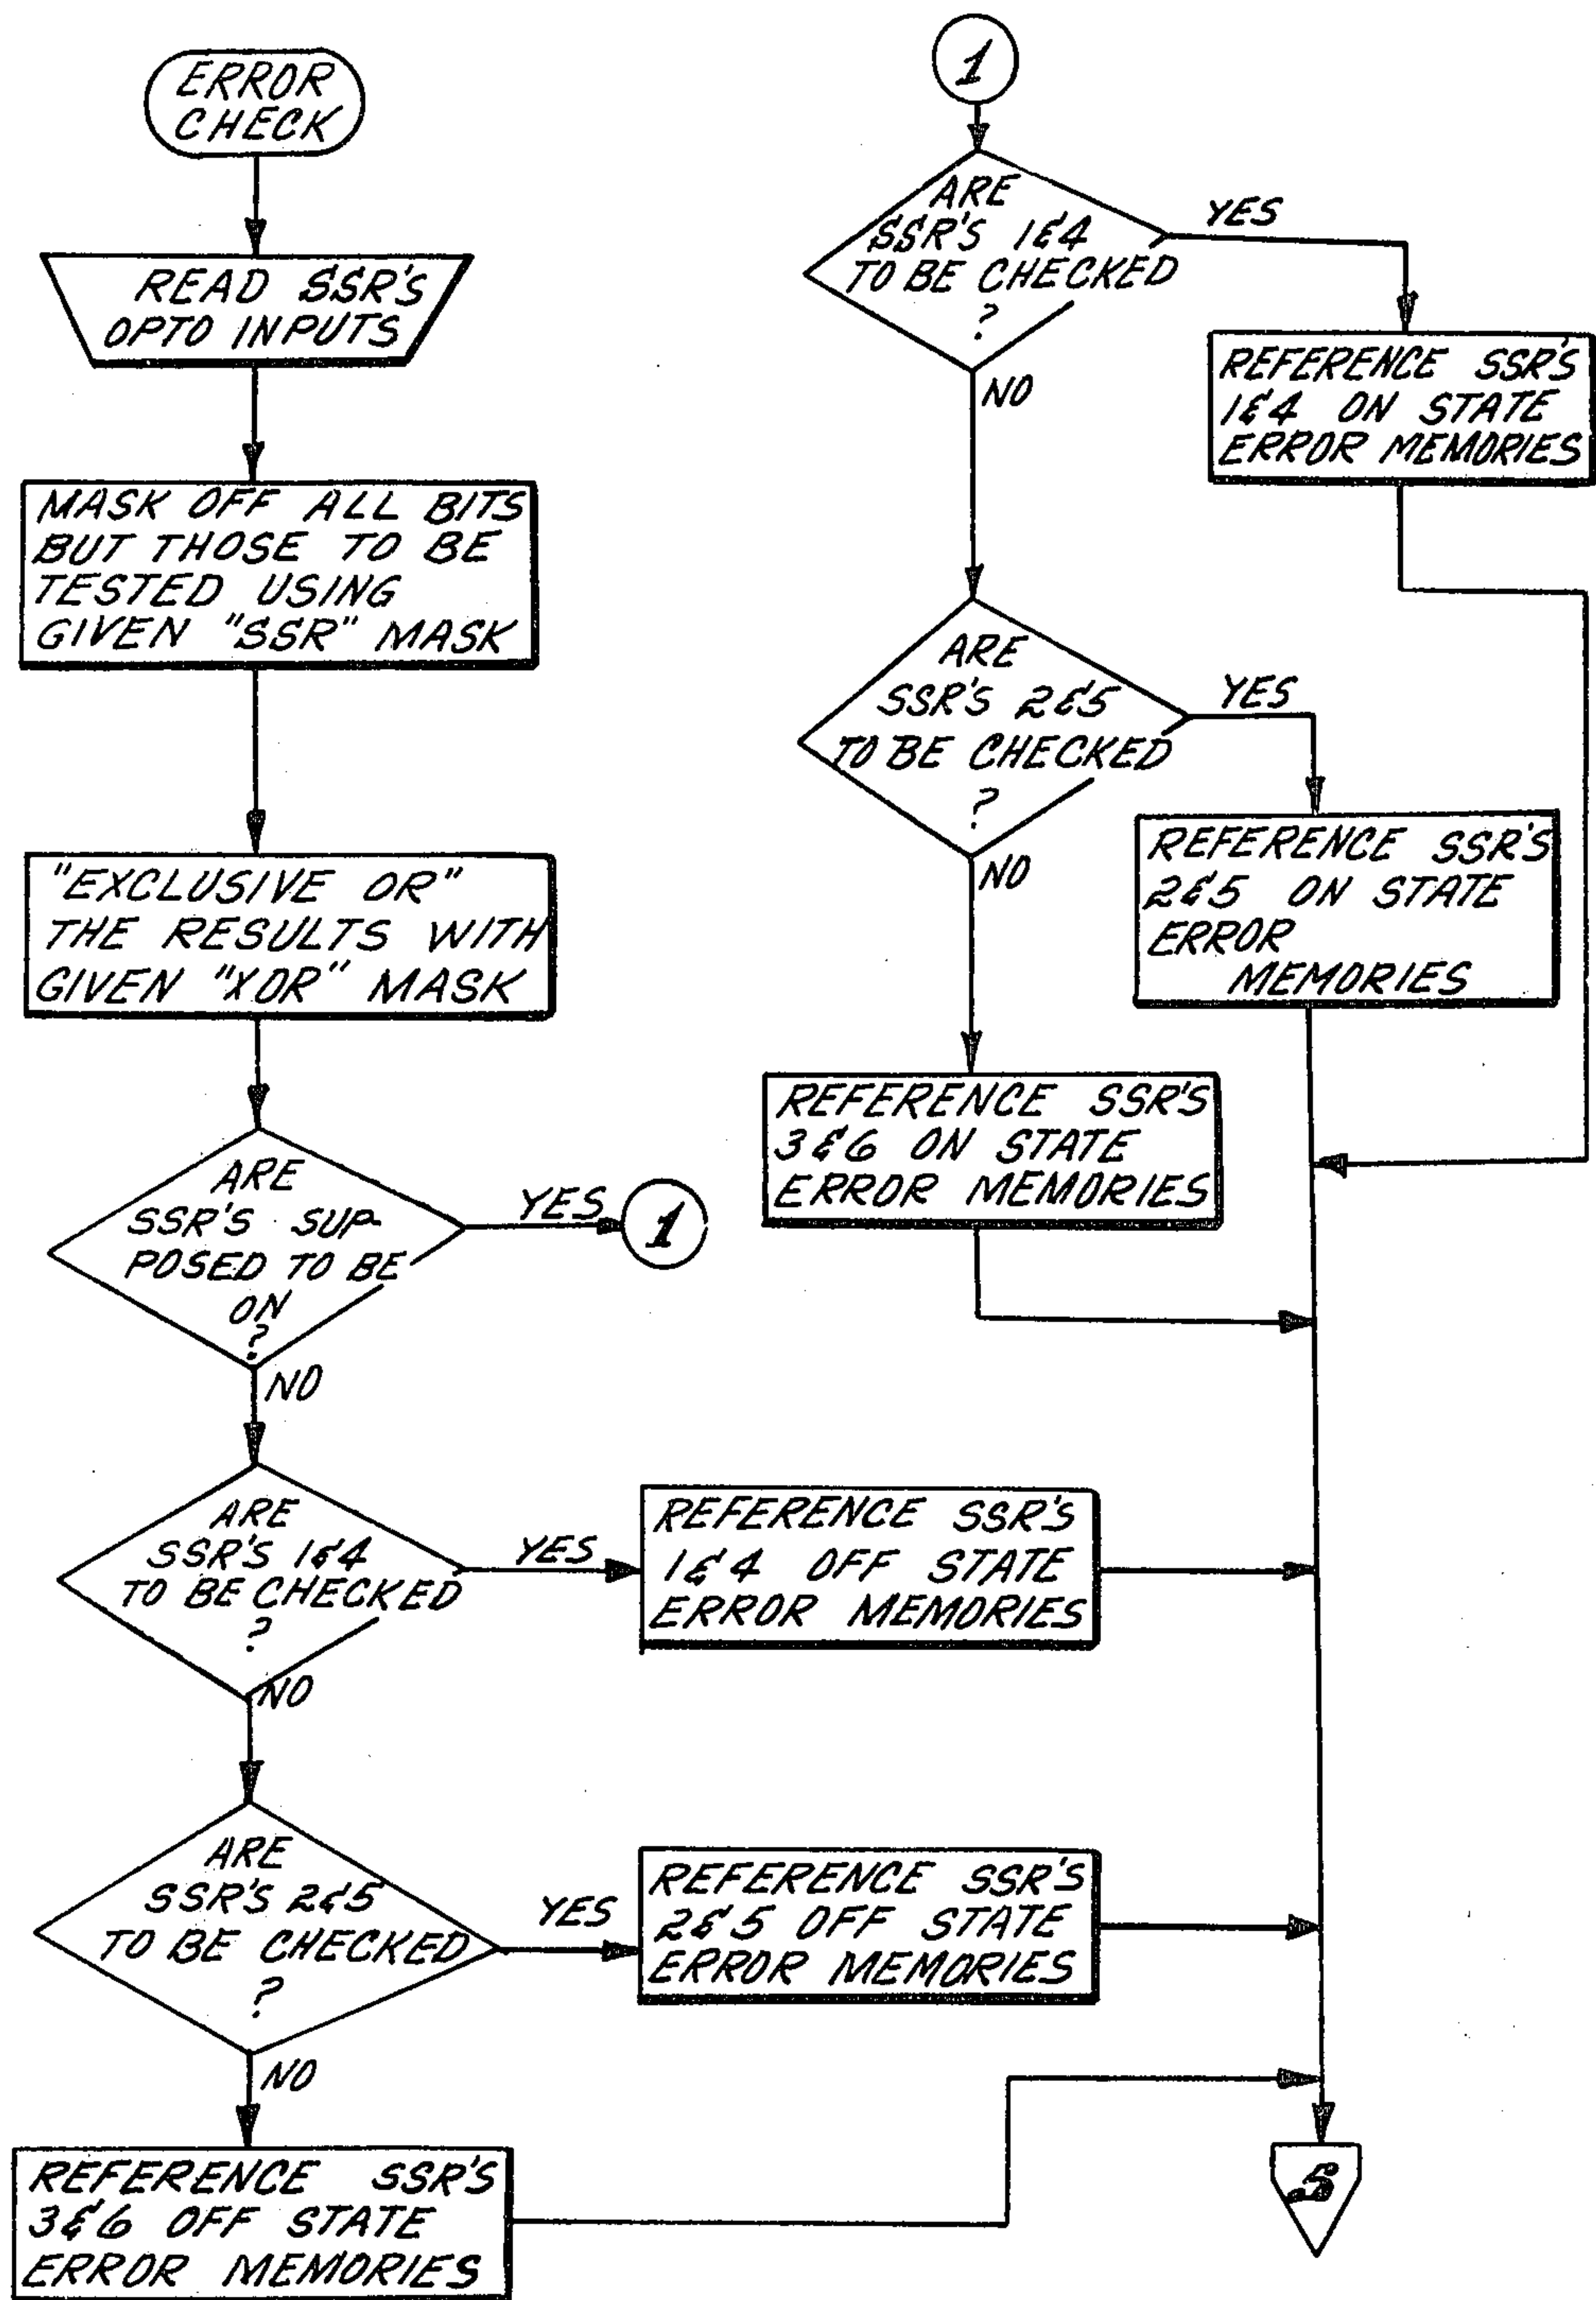 ERROR
CHECK
READ SSR'S
OPTO INPUTS
MASK OFF ALL BITS
BUT THOSE TO BE
TESTED USING
GIVEN "SSR" MASK
"EXCLUSIVE OR"
THE RESULTS WITH
GIVEN "XOR" MASK
ARE
SSR'S SUP-
POSED TO BE
ON
?
YES
1
NO
ARE
SSR'S 1&4
TO BE CHECKED
?
YES
REFERENCE SSR'S
1&4 OFF STATE
ERROR MEMORIES
NO
ARE
SSR'S 2&5
TO BE CHECKED
?
YES
REFERENCE SSR'S
2&5 OFF STATE
ERROR MEMORIES
NO
REFERENCE SSR'S
3&6 OFF STATE
ERROR MEMORIES
1
ARE
SSR'S 1&4
TO BE CHECKED
?
YES
REFERENCE SSR'S
1&4 ON STATE
ERROR MEMORIES
NO
ARE
SSR'S 2&5
TO BE CHECKED
?
YES
REFERENCE SSR'S
2&5 ON STATE
ERROR
MEMORIES
NO
REFERENCE SSR'S
3&6 ON STATE
ERROR MEMORIES
5